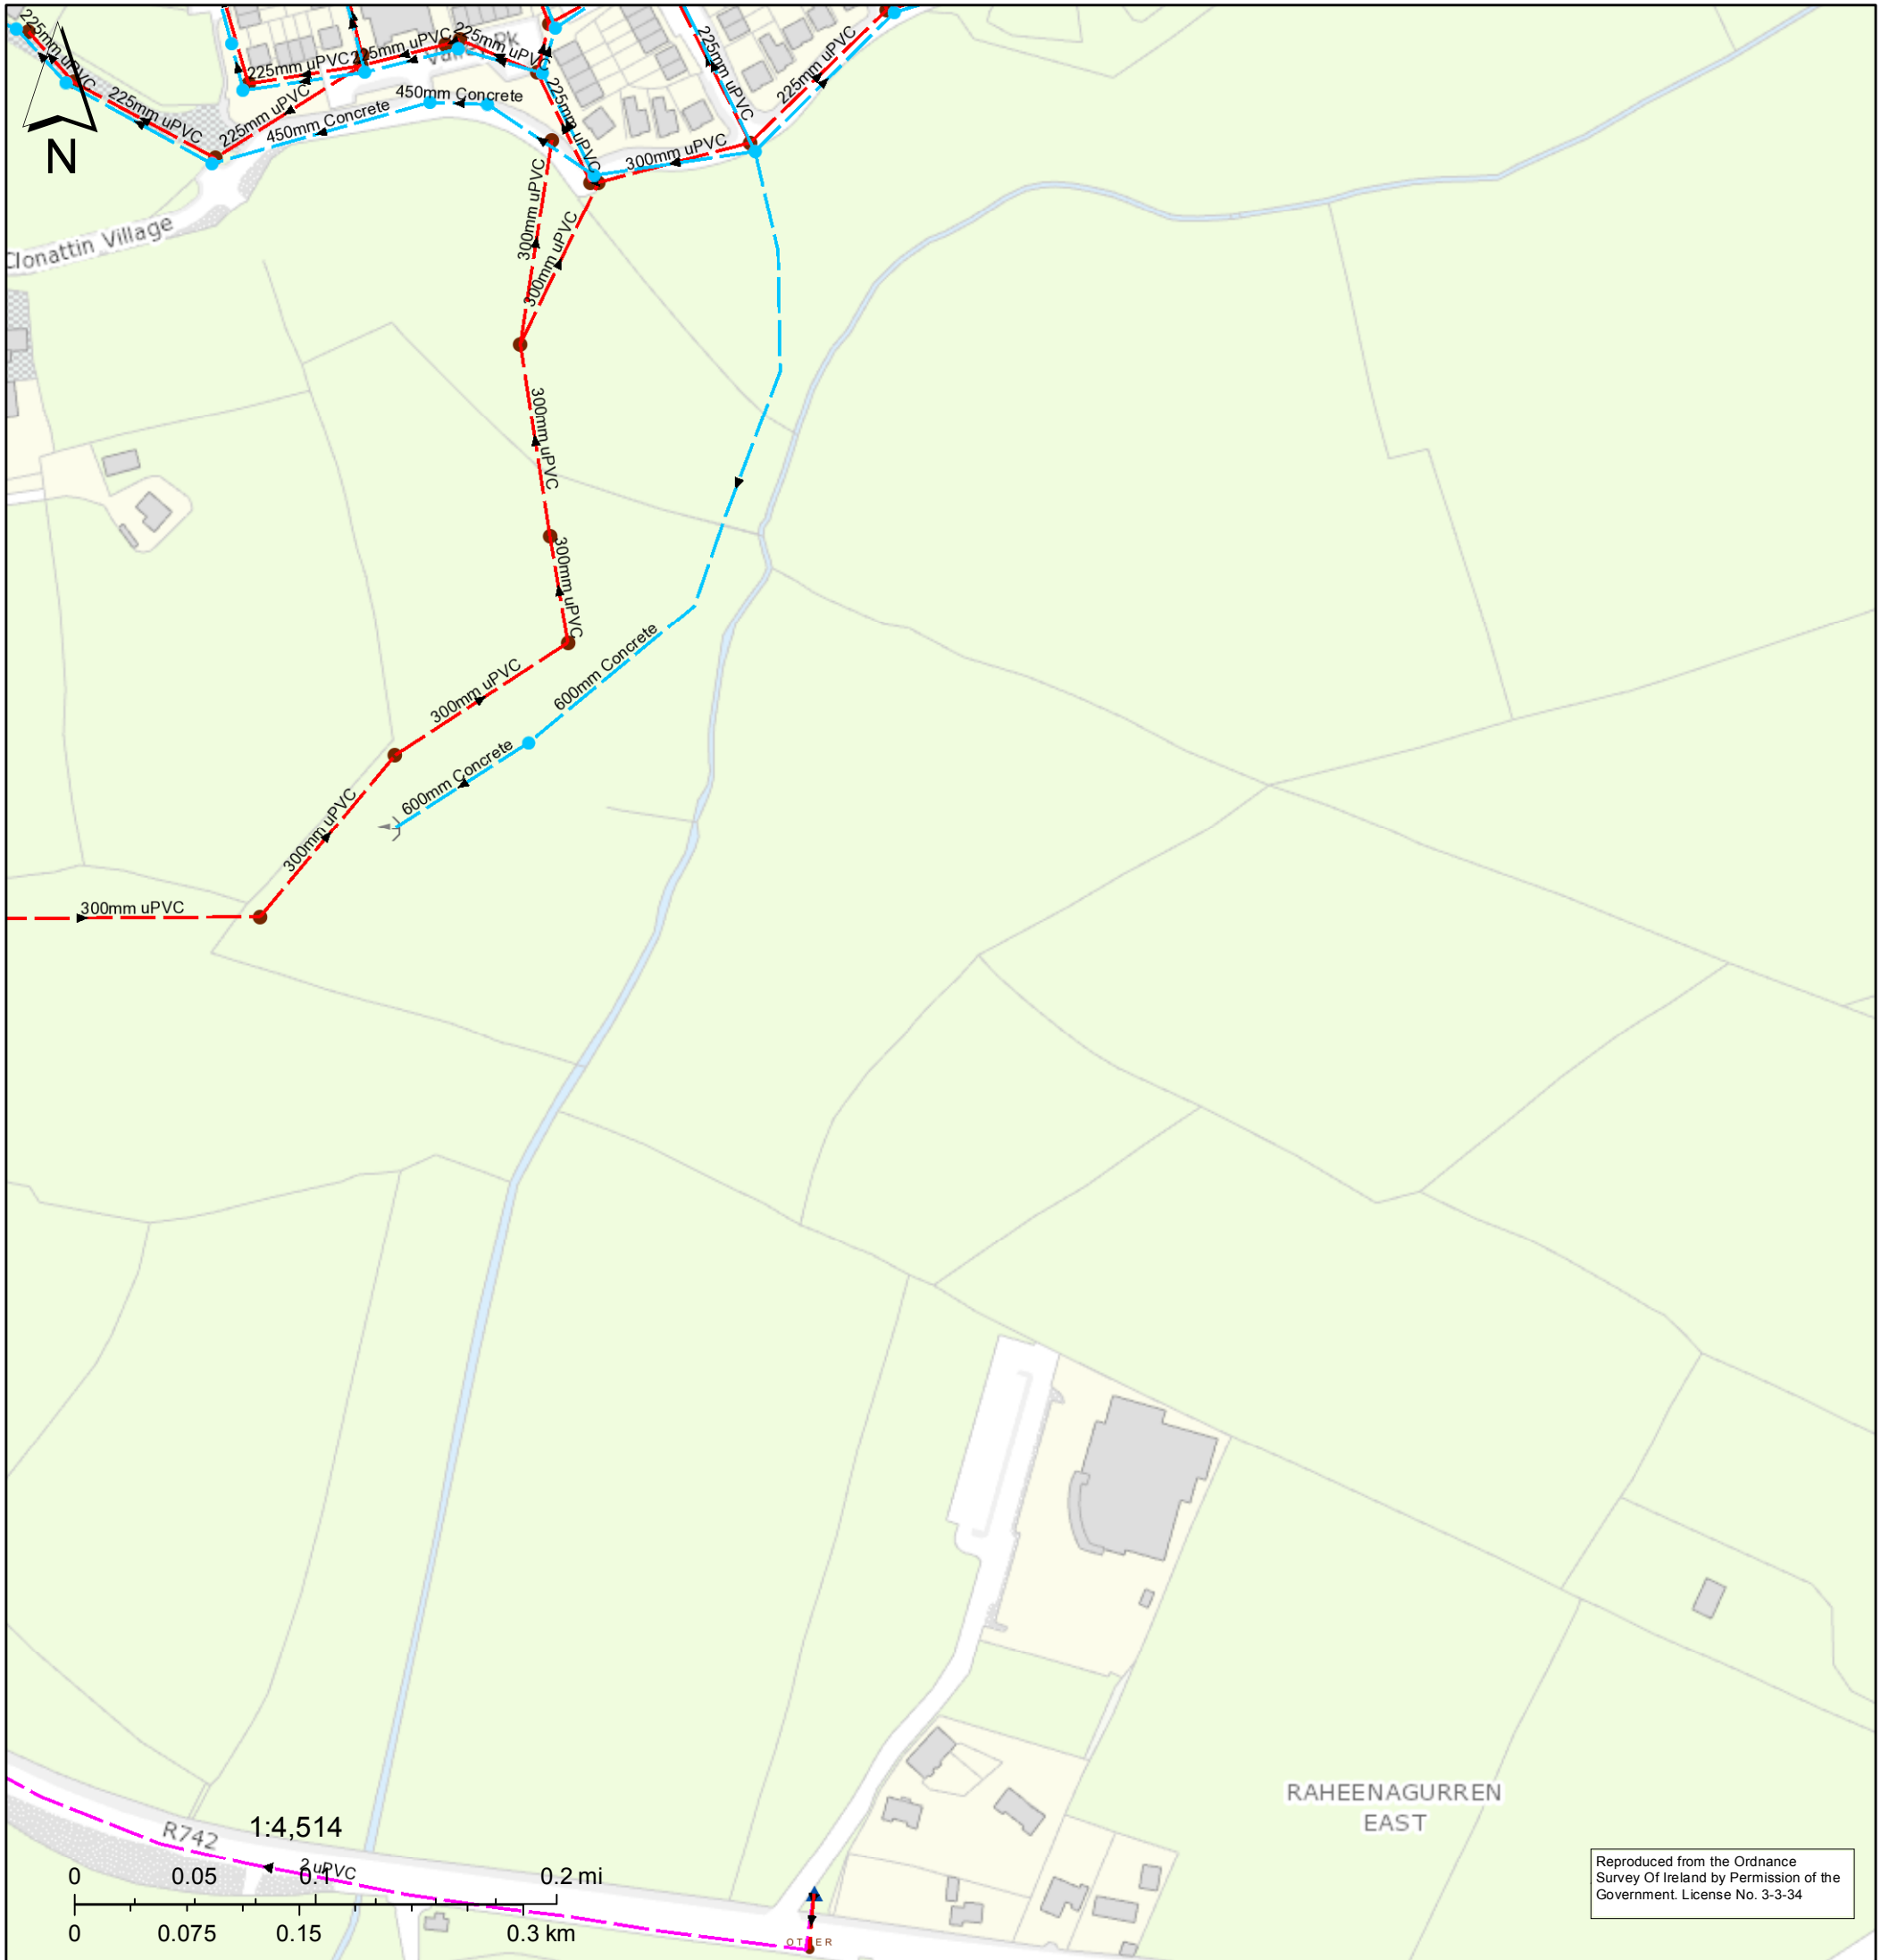 225mm uPVC
225mm uPVC
225mm uPVC
225mm uPVC
225mm uPVC
225mm uPVC
225mm uPVC
225mm uPVC
225mm uPVC
450mm Concrete
450mm Concrete
300mm uPVC
N
Clonattin Village
300mm uPVC
300mm uPVC
300mm uPVC
300mm uPVC
600mm Concrete
300mm uPVC
600mm Concrete
300mm uPVC
300mm uPVC
RAHEENAGURREN
EAST
R742
1:4,514
2 uPVC
0 0.05 0.1 0.2 mi
0 0.075 0.15 0.3 km
OTHER
Reproduced from the Ordnance
Survey Of Ireland by Permission of the
Government. License No. 3-3-34